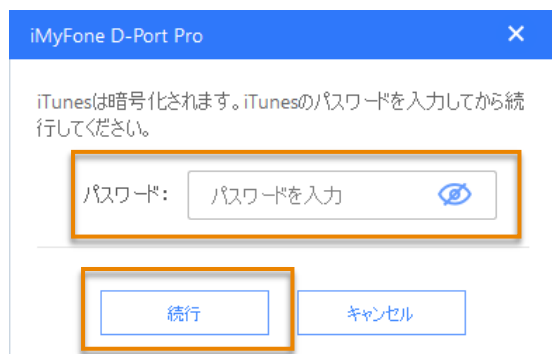 iMyFone D-Port Pro
iTunesは暗号化されます。iTunesのパスワードを入力してから続
行してください。
パスワード： パスワードを入力
続行 キャンセル